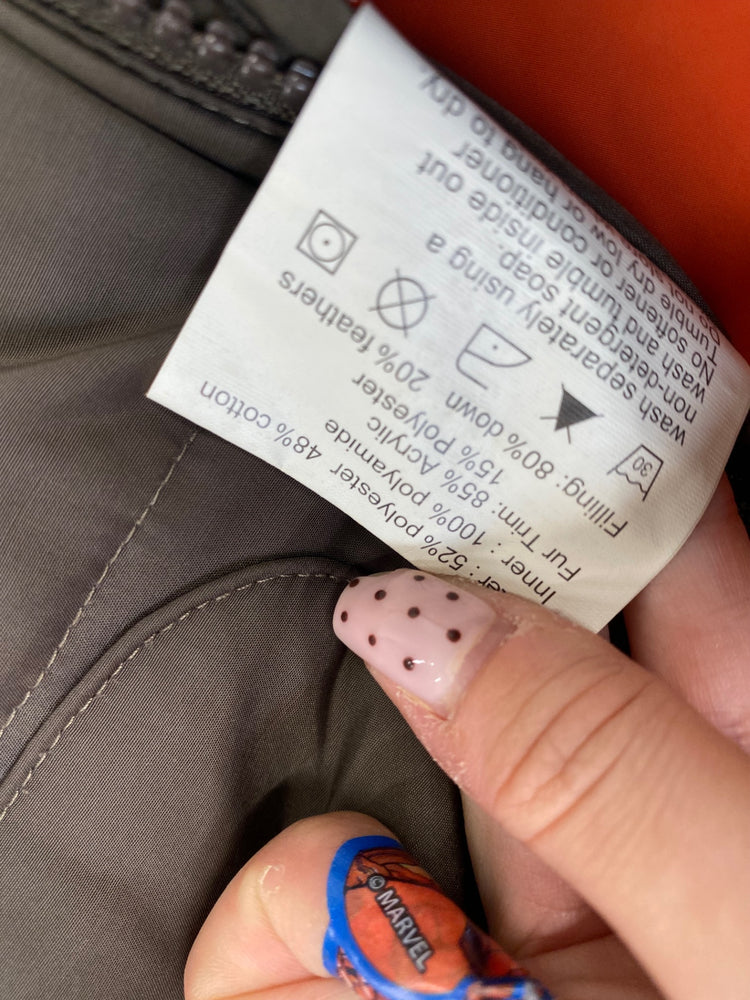 : 52% polyester 48% cotton
Inner : 100% polyamide
Fur Trim: 85% Acrylic
15% Polyester
Filling: 80% down 20% feathers
30
wash separately using a
non-detergent soap.
No softener or conditioner
wash and tumble inside out
Tumble dry low or hang to dry
©MARVEL